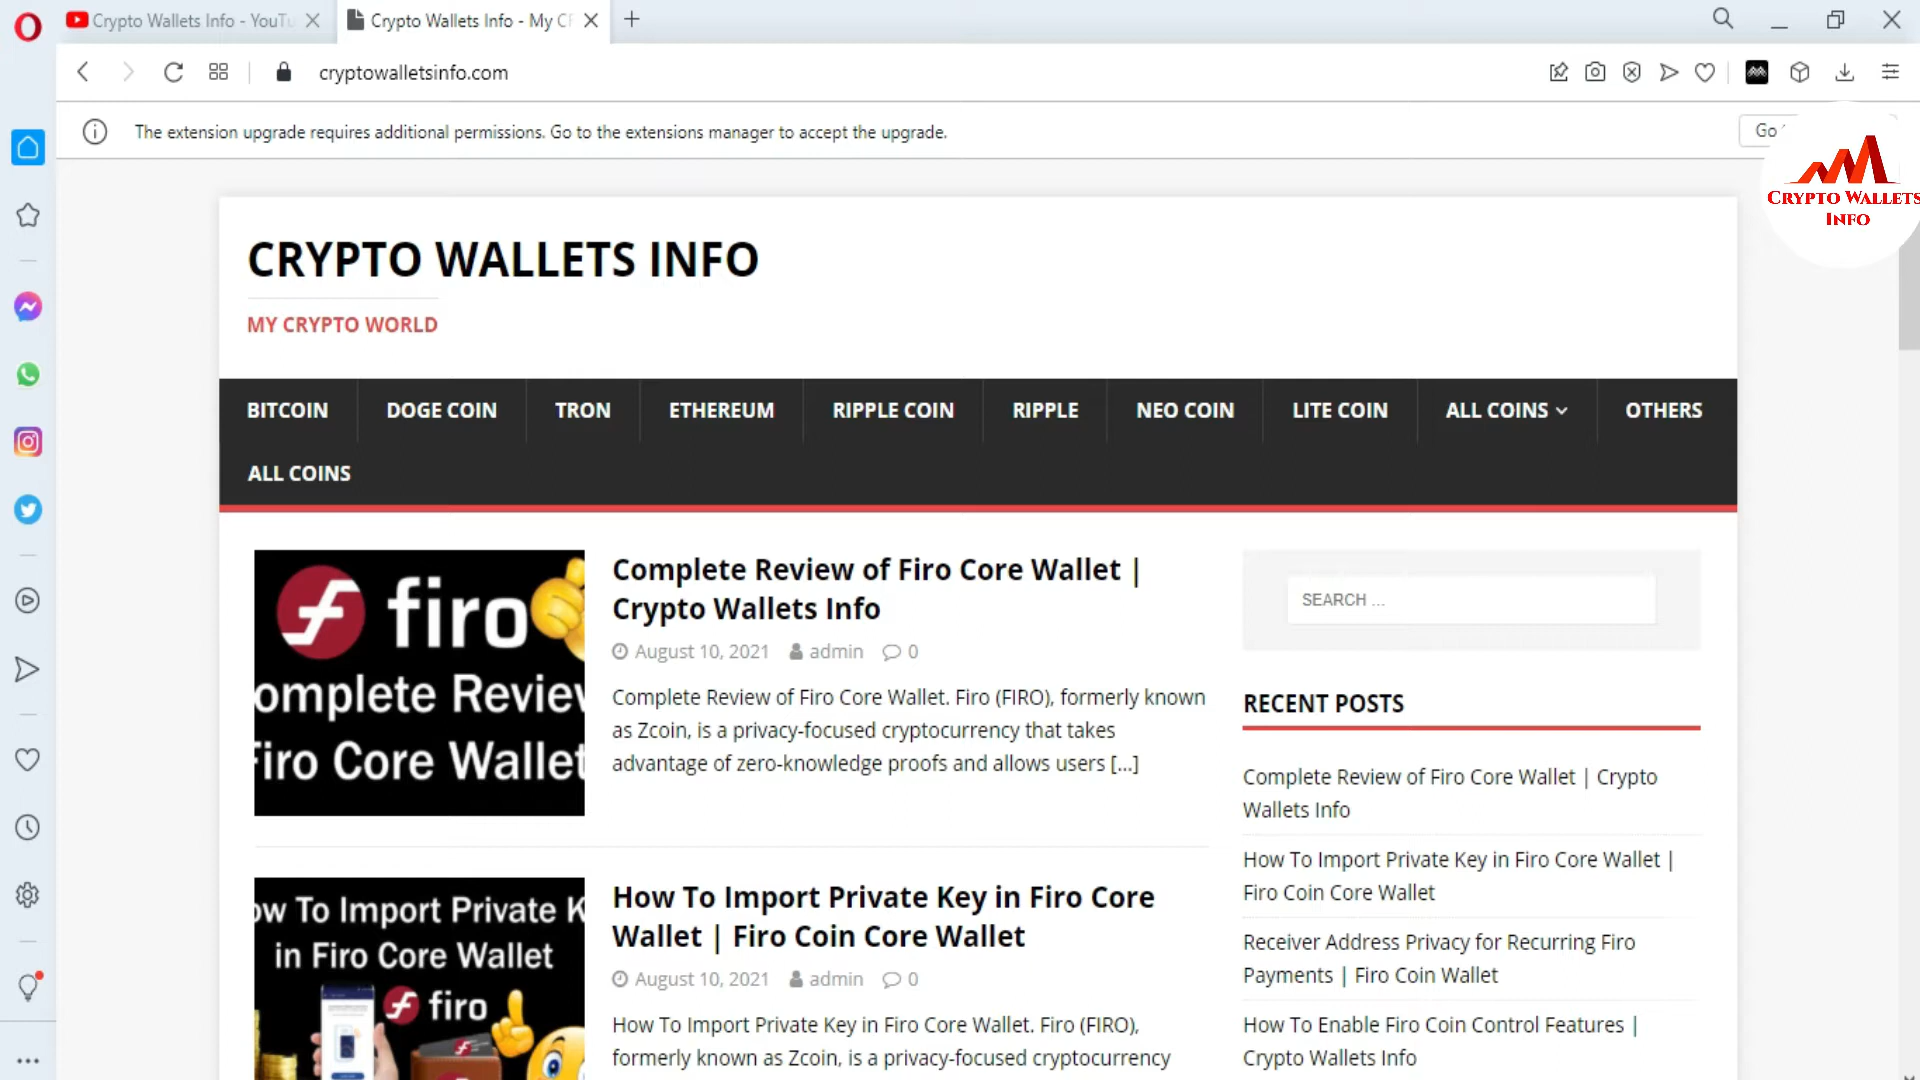 Crypto Wallets Info - YouTu
Crypto Wallets Info - My Cr
cryptowalletsinfo.com
The extension upgrade requires additional permissions. Go to the extensions manager to accept the upgrade.
Go
CRYPTO WALLETS
INFO
CRYPTO WALLETS INFO
MY CRYPTO WORLD
BITCOIN
DOGE COIN
TRON
ETHEREUM
RIPPLE COIN
RIPPLE
NEO COIN
LITE COIN
ALL COINS
OTHERS
ALL COINS
firo
omplete Review
Firo Core Wallet
Complete Review of Firo Core Wallet |
Crypto Wallets Info
August 10, 2021 admin 0
Complete Review of Firo Core Wallet. Firo (FIRO), formerly known
as Zcoin, is a privacy-focused cryptocurrency that takes
advantage of zero-knowledge proofs and allows users [...]
ow To Import Private K
in Firo Core Wallet
firo
How To Import Private Key in Firo Core
Wallet | Firo Coin Core Wallet
August 10, 2021 admin 0
How To Import Private Key in Firo Core Wallet. Firo (FIRO),
formerly known as Zcoin, is a privacy-focused cryptocurrency
SEARCH ...
RECENT POSTS
Complete Review of Firo Core Wallet | Crypto
Wallets Info
How To Import Private Key in Firo Core Wallet |
Firo Coin Core Wallet
Receiver Address Privacy for Recurring Firo
Payments | Firo Coin Wallet
How To Enable Firo Coin Control Features |
Crypto Wallets Info